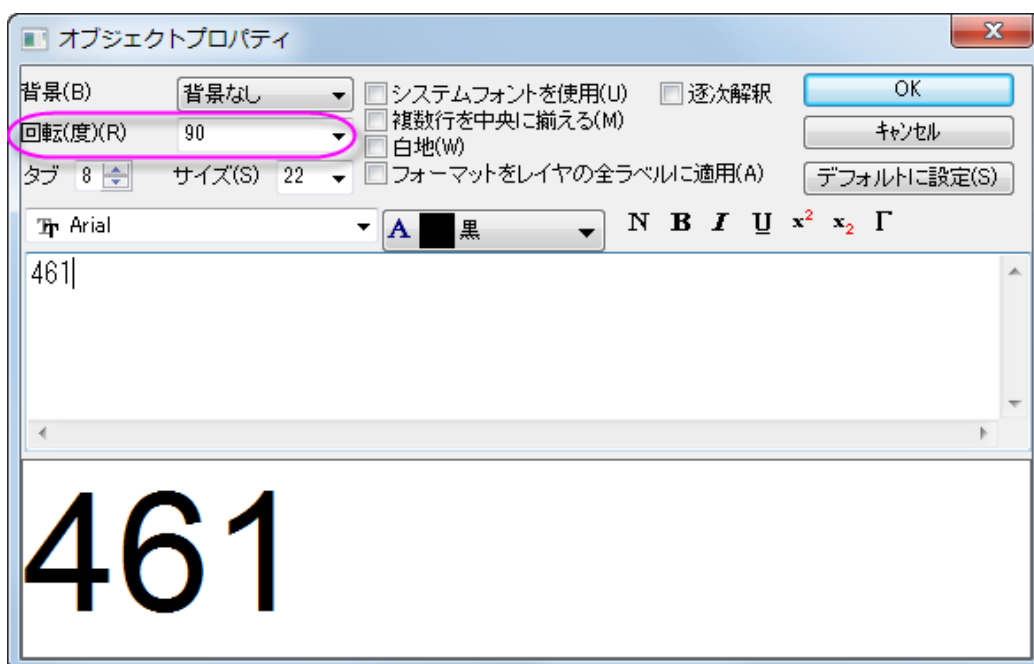 オブジェクトプロパティ
背景(B) 背景なし システムフォントを使用(U) 逐次解釈 OK
回転(度)(R) 90 複数行を中央に揃える(M) キャンセル
白地(W)
タブ 8 サイズ(S) 22 フォーマットをレイヤの全ラベルに適用(A) デフォルトに設定(S)
Arial A 黒 N B I U x² x₂ Γ
461
461